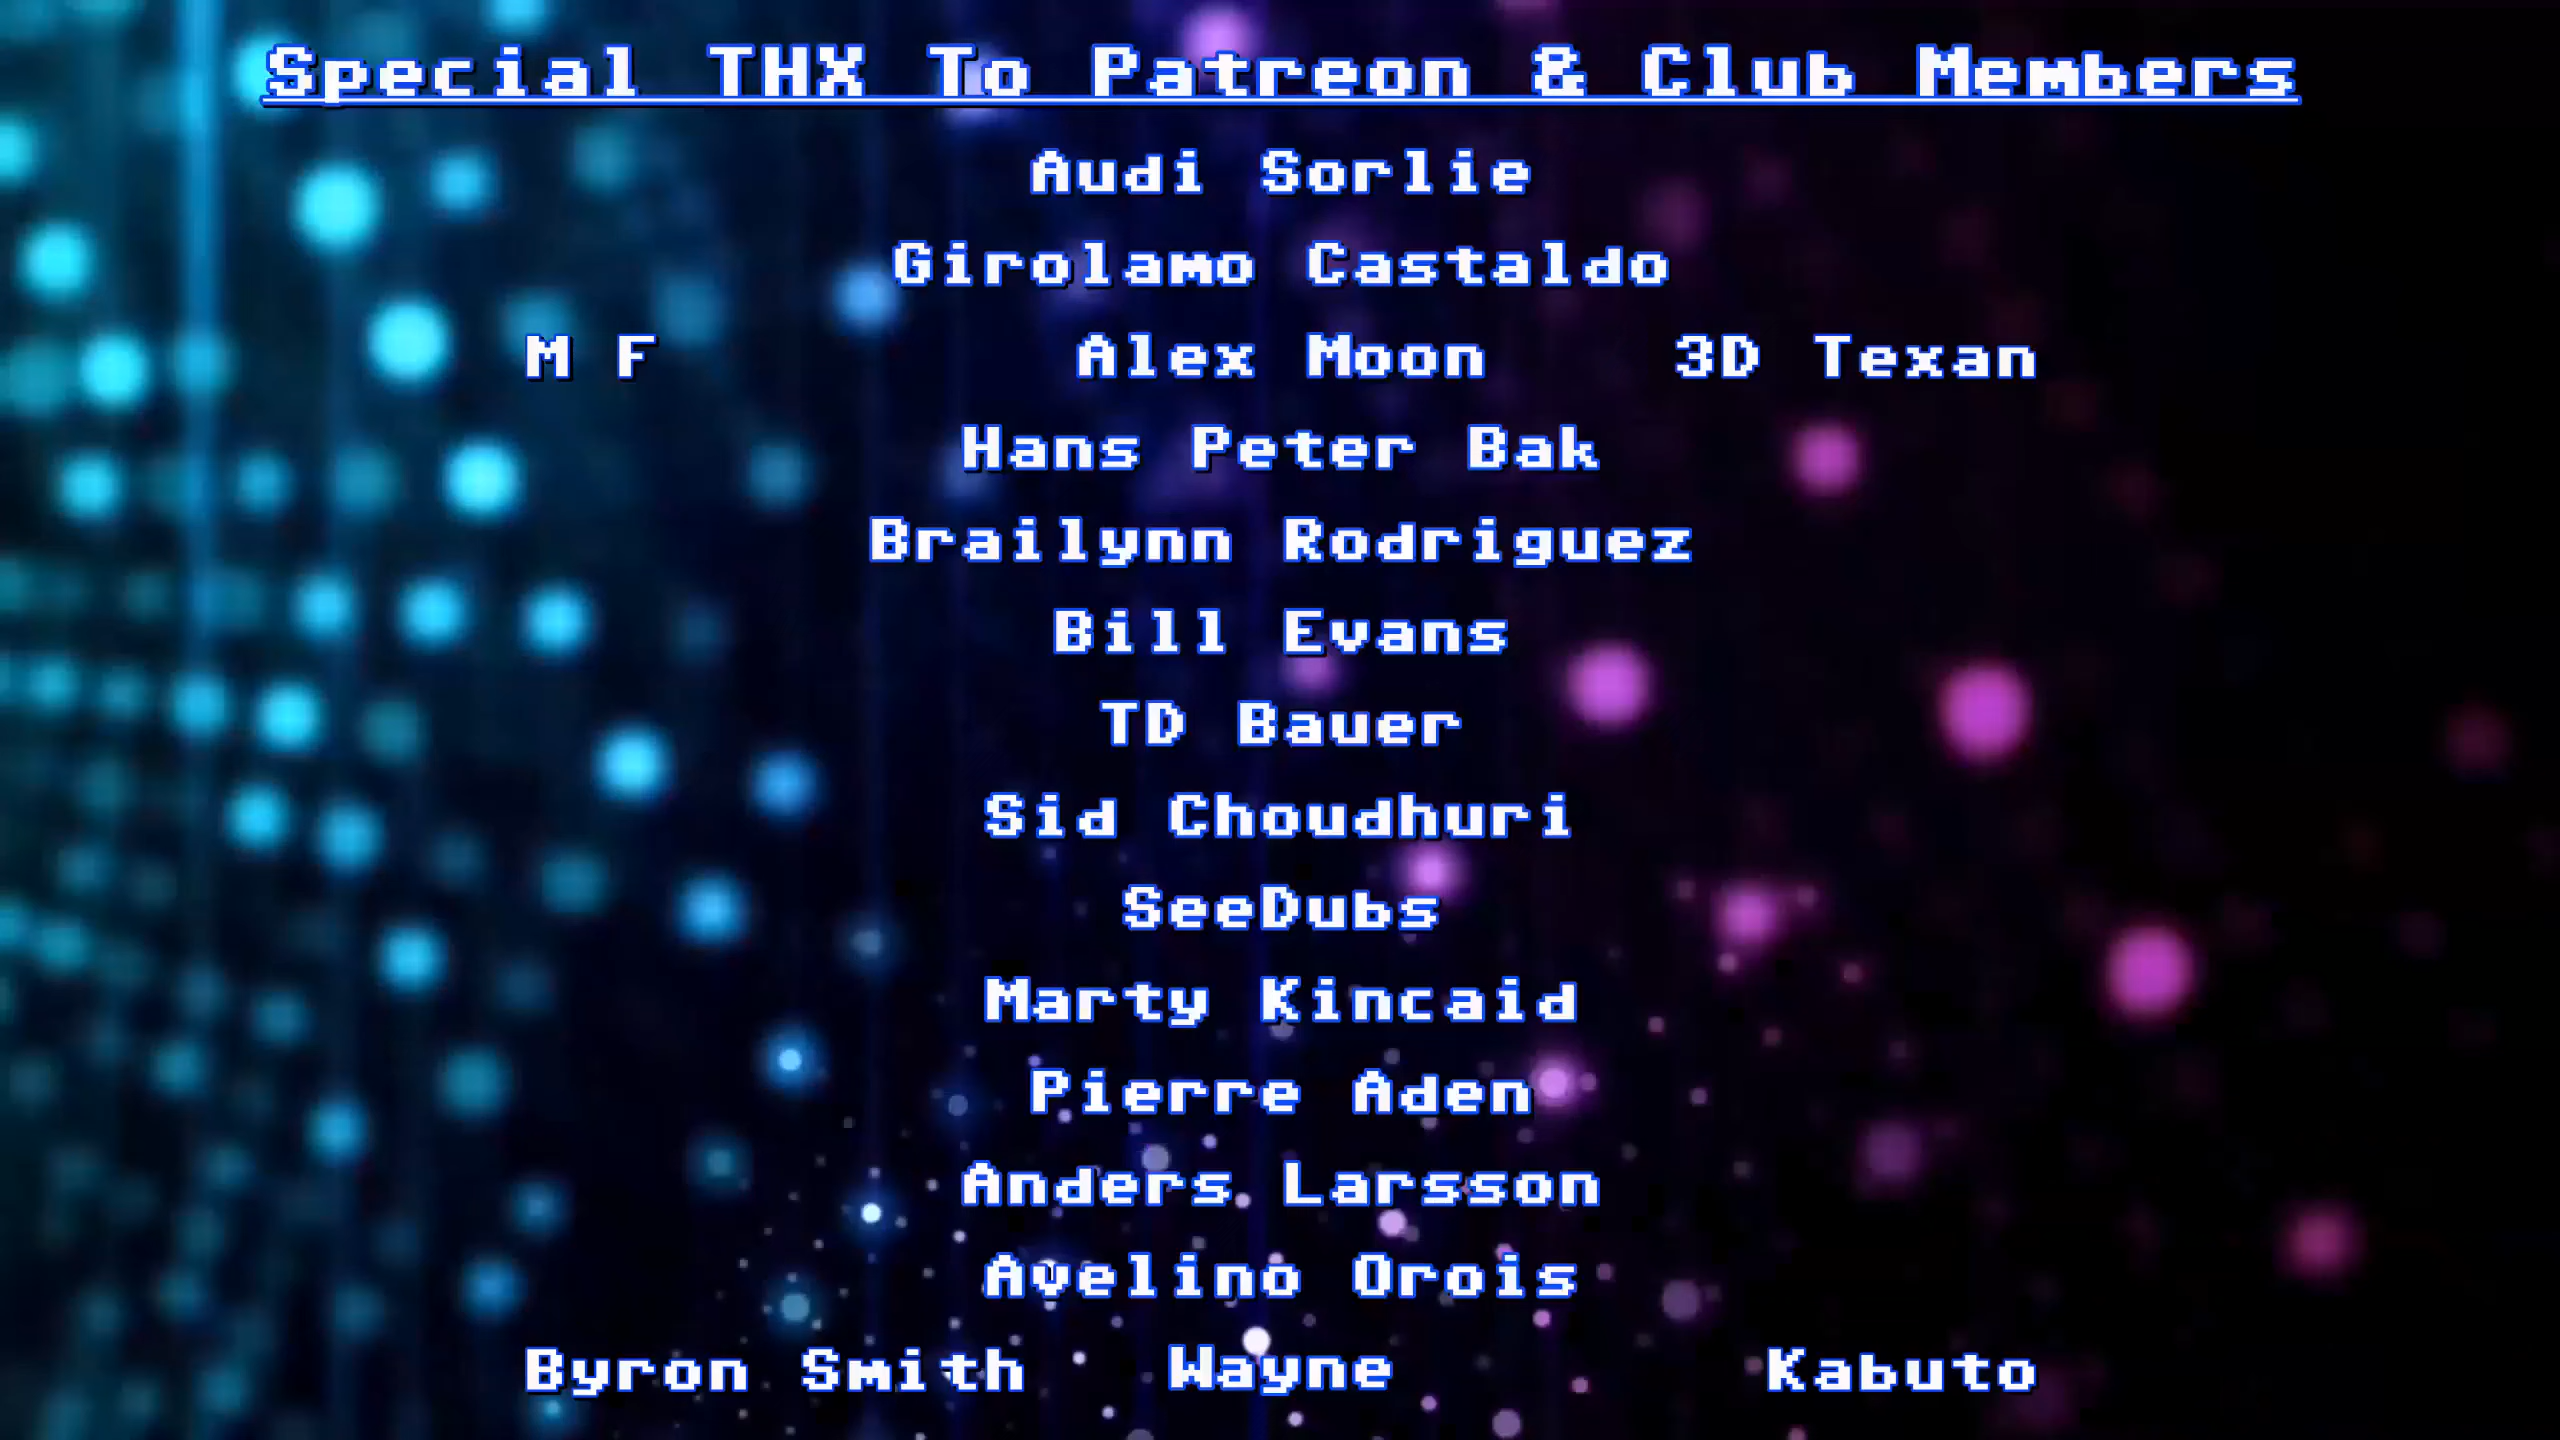 Special THX To Patreon & Club Members
Audi Sorlie
Girolamo Castaldo
M F Alex Moon 3D Texan
Hans Peter Bak
Brailynn Rodriguez
Bill Evans
TD Bauer
Sid Choudhuri
SeeDubs
Marty Kincaid
Pierre Aden
Anders Larsson
Avelino Orois
Byron Smith Wayne Kabuto